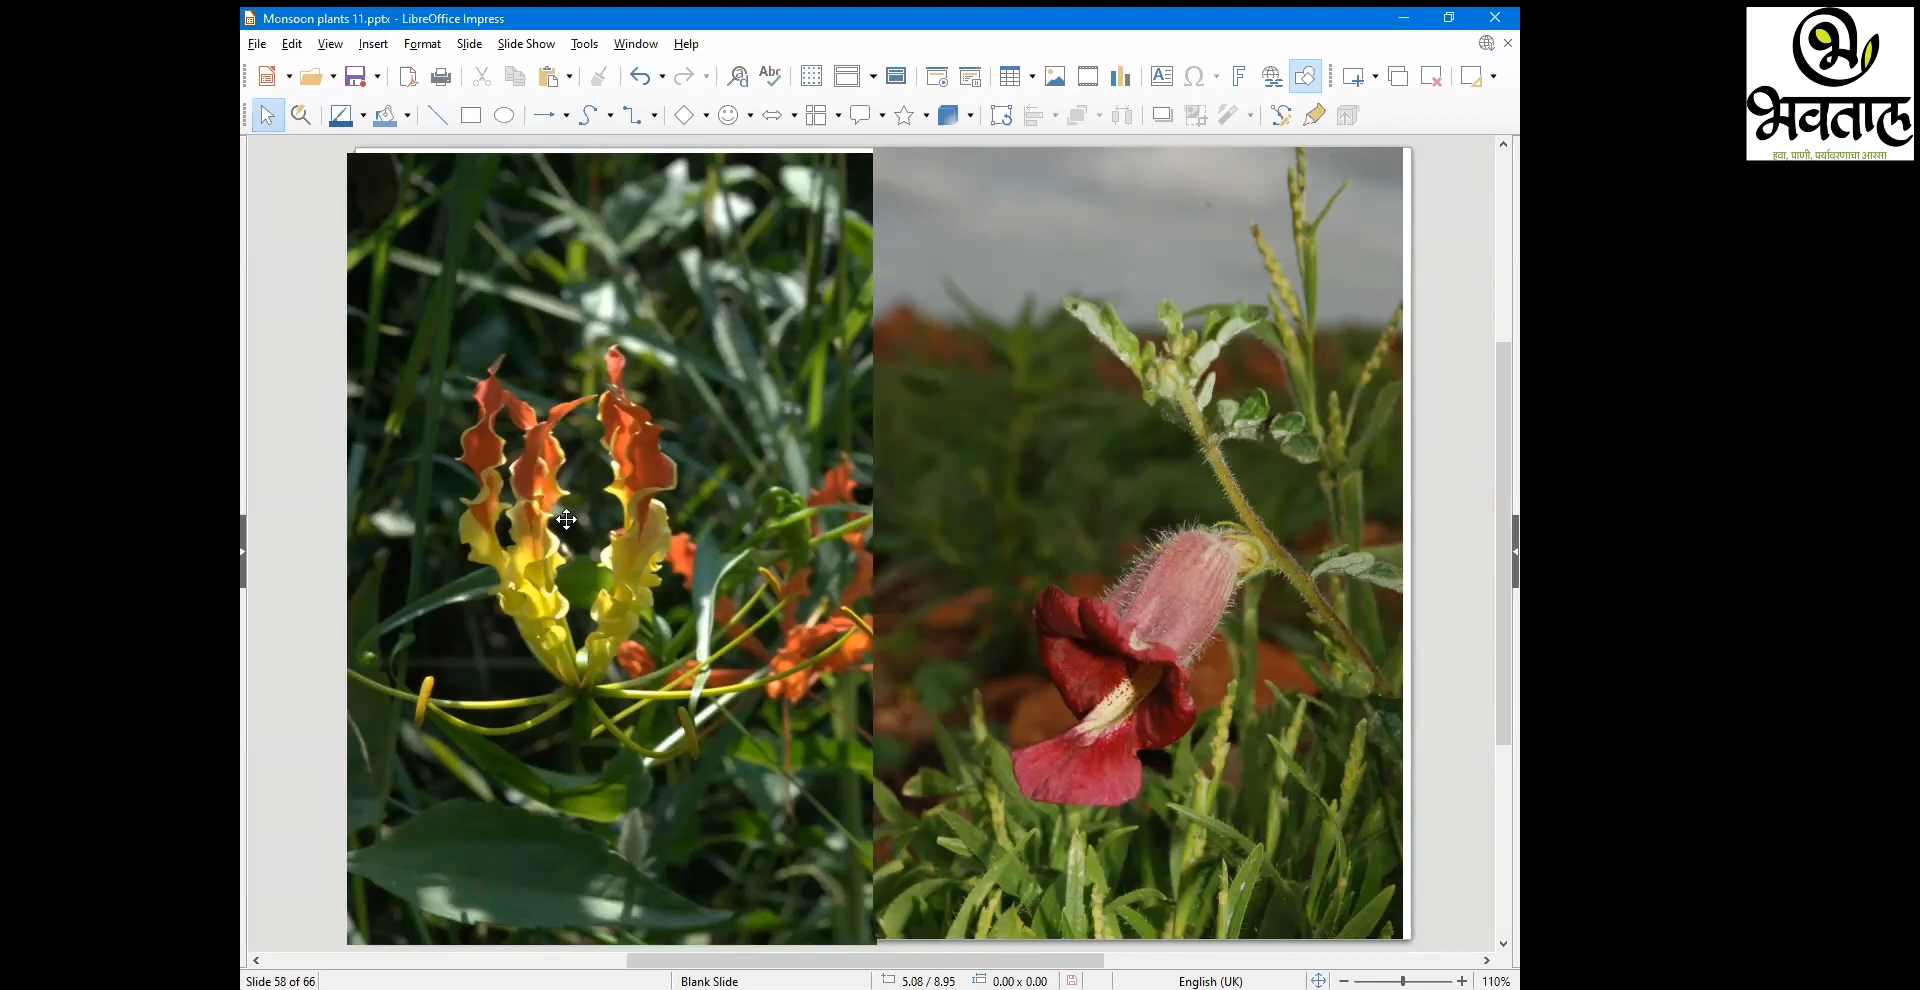 Monsoon plants 11.pptx - LibreOffice Impress
File Edit View Insert Format Slide Slide Show Tools Window Help
Abc
Slide 58 of 66 Blank Slide 5.08 / 8.95 0.00 x 0.00 English (UK) 110%
भ
भवताल
हवा, पाणी, पर्यावरणाचा आरसा